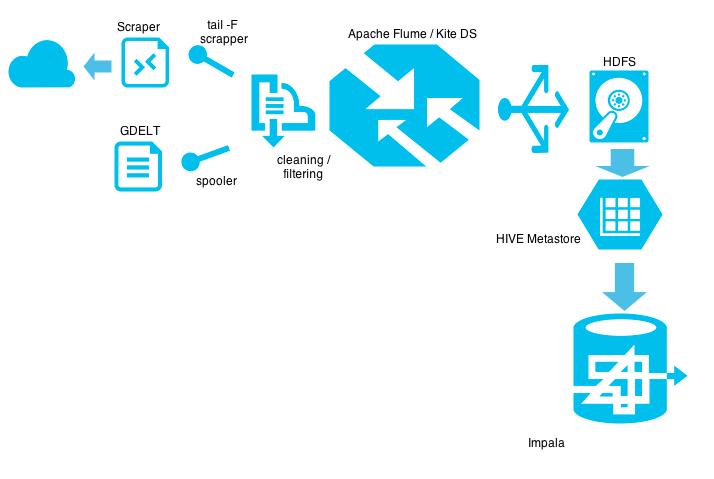 Scraper
tail -F
scrapper
Apache Flume / Kite DS
HDFS
GDELT
spooler
cleaning /
filtering
HIVE Metastore
Impala